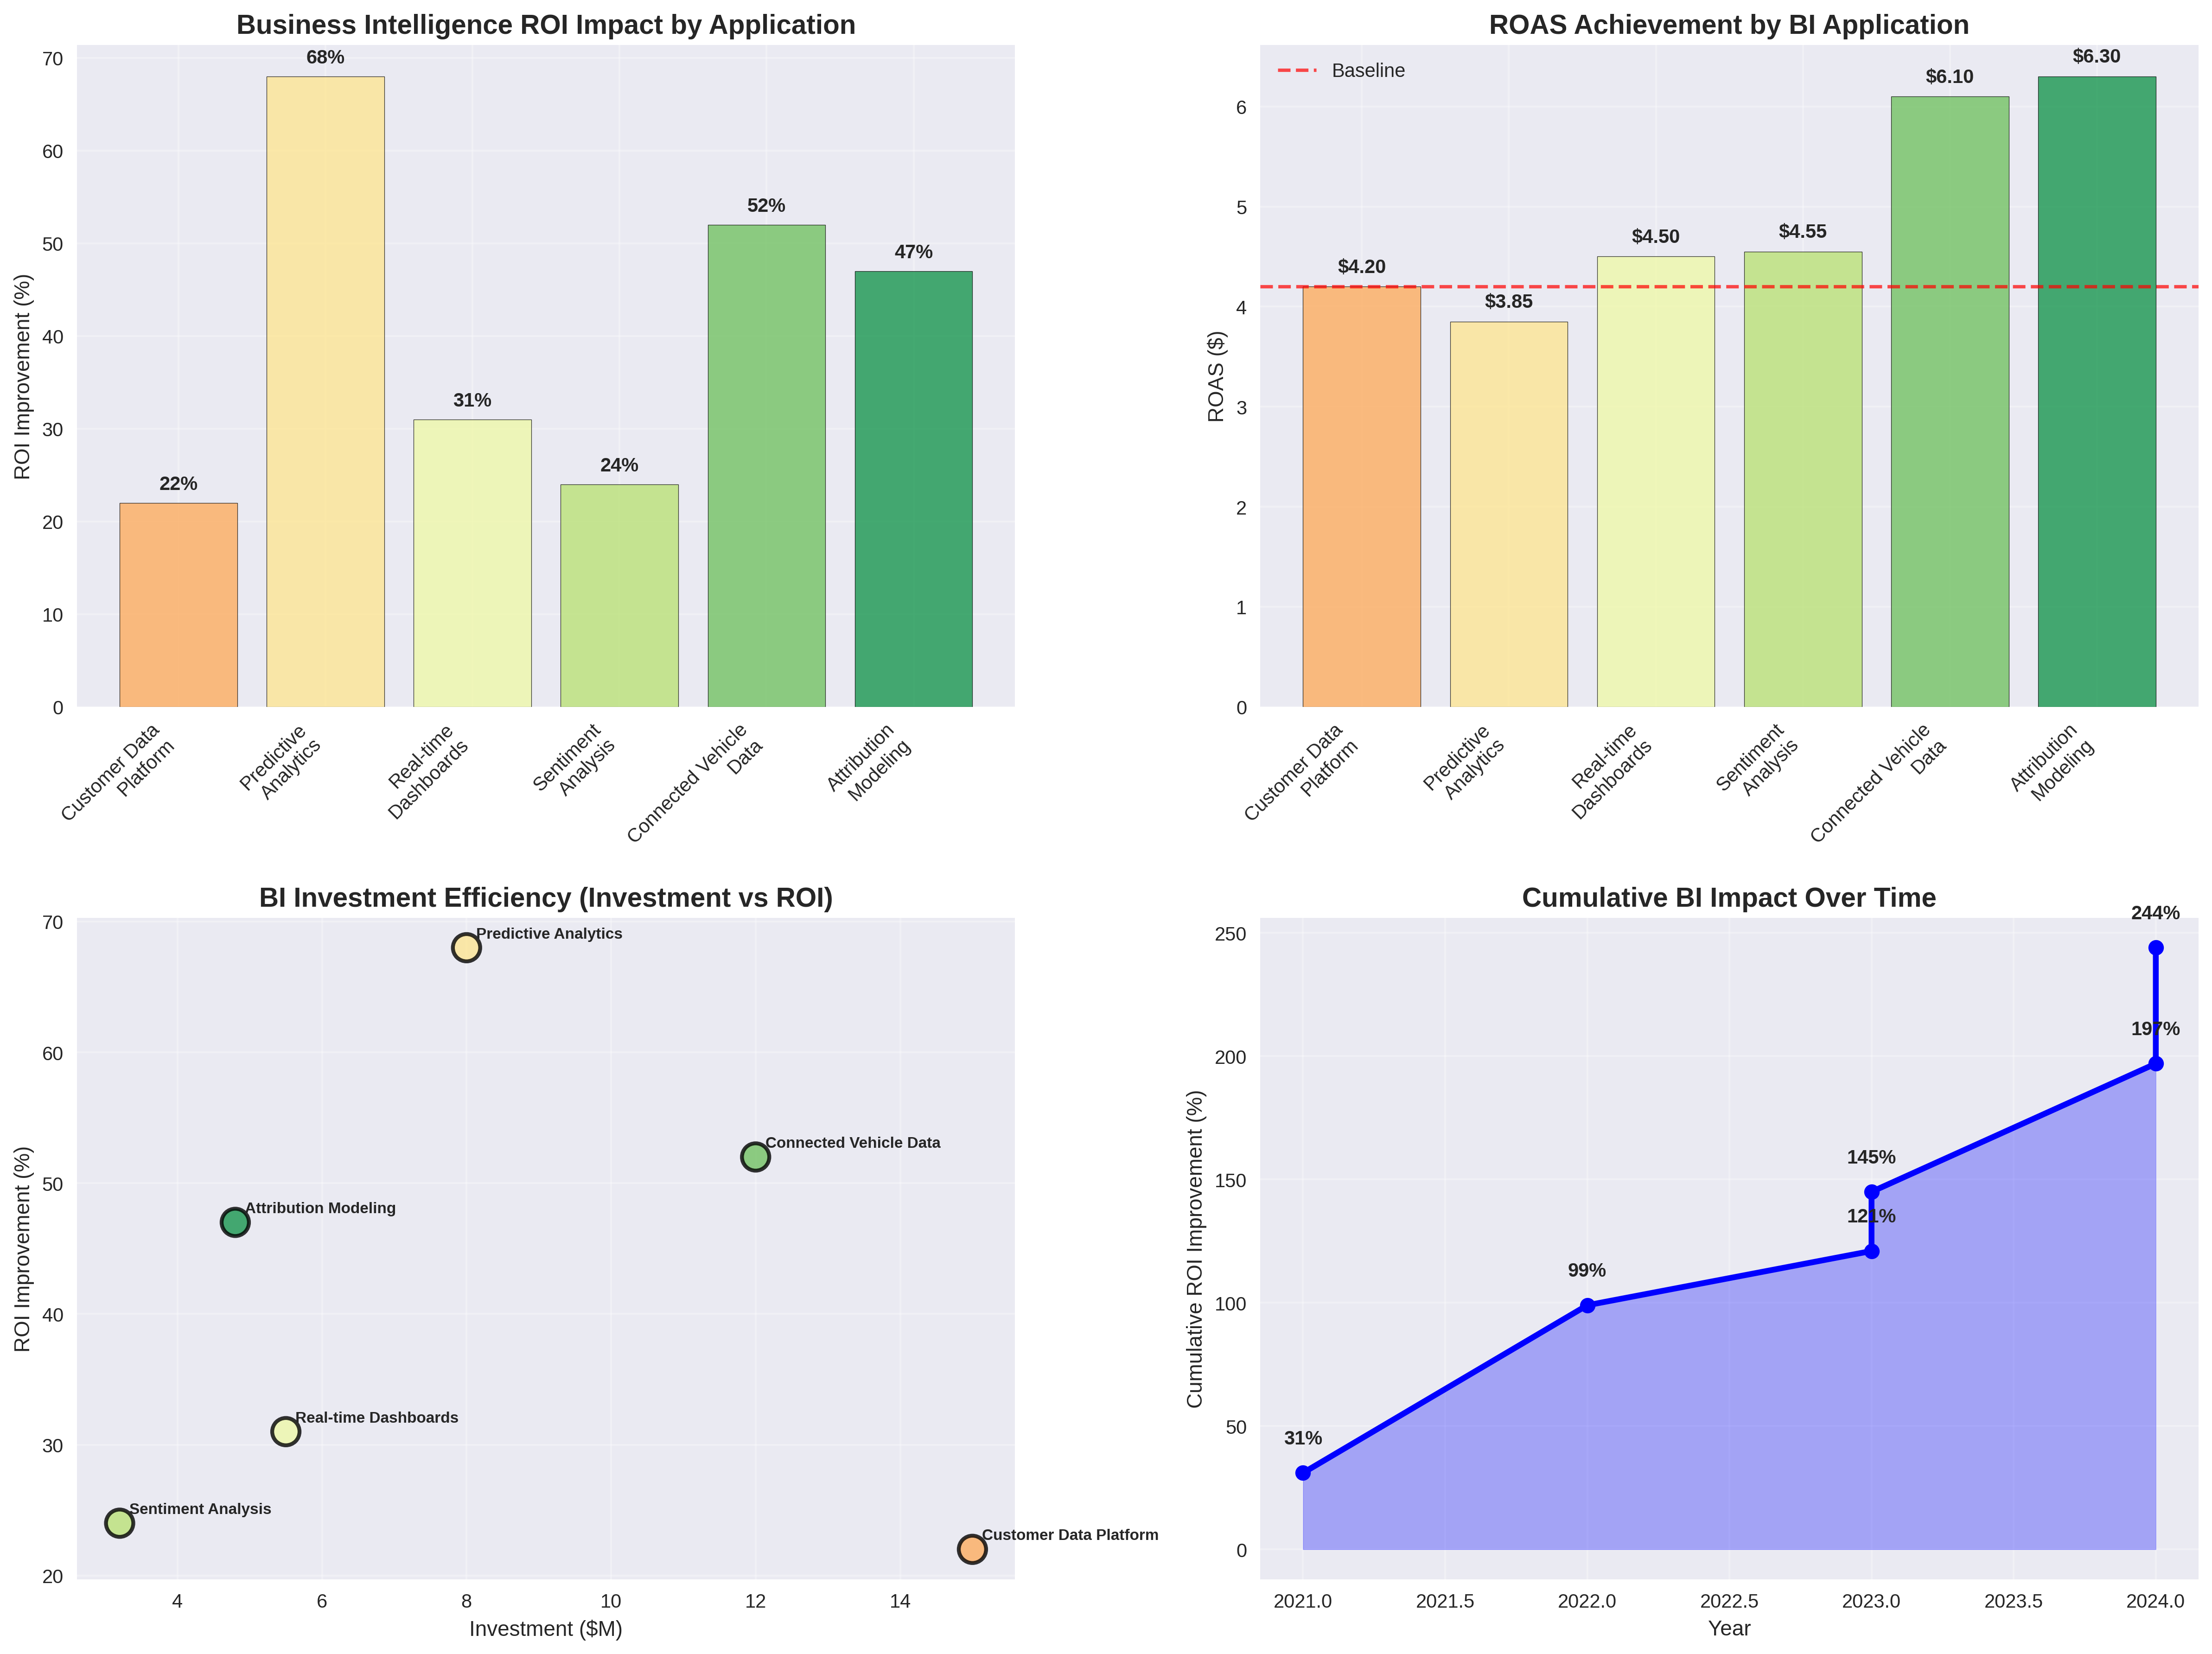 Business Intelligence ROI Impact by Application
ROI Improvement (%)
70
60
50
40
30
20
10
0
22%
68%
31%
24%
52%
47%
Customer Data
Platform
Predictive
Analytics
Real-time
Dashboards
Sentiment
Analysis
Connected Vehicle
Data
Attribution
Modeling
ROAS Achievement by BI Application
Baseline
ROAS ($)
6
5
4
3
2
1
0
$4.20
$3.85
$4.50
$4.55
$6.10
$6.30
Customer Data
Platform
Predictive
Analytics
Real-time
Dashboards
Sentiment
Analysis
Connected Vehicle
Data
Attribution
Modeling
BI Investment Efficiency (Investment vs ROI)
ROI Improvement (%)
70
60
50
40
30
20
Predictive Analytics
Connected Vehicle Data
Attribution Modeling
Real-time Dashboards
Sentiment Analysis
Customer Data Platform
4
6
8
10
12
14
Investment ($M)
Cumulative BI Impact Over Time
Cumulative ROI Improvement (%)
250
200
150
100
50
0
31%
99%
121%
145%
197%
244%
2021.0
2021.5
2022.0
2022.5
2023.0
2023.5
2024.0
Year